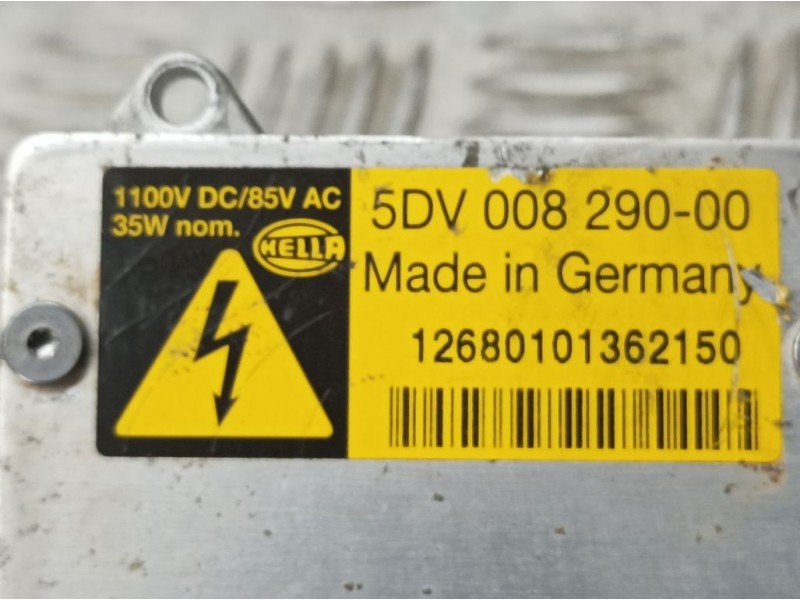 1100V DC/85V AC
35W nom.
HELLA
5DV 008 290-00
Made in Germany
12680101362150